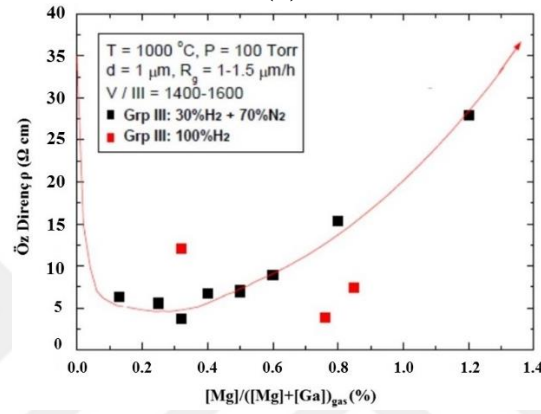 40
35
30
25
20
15
10
5
0
Öz Direnç ρ (Ω cm)
T = 1000 °C, P = 100 Torr
d = 1 μm, Rg = 1-1.5 μm/h
V / III = 1400-1600
Grp III: 30%H₂ + 70%N₂
Grp III: 100%H₂
0.0 0.2 0.4 0.6 0.8 1.0 1.2 1.4
[Mg]/([Mg]+[Ga])gas(%)